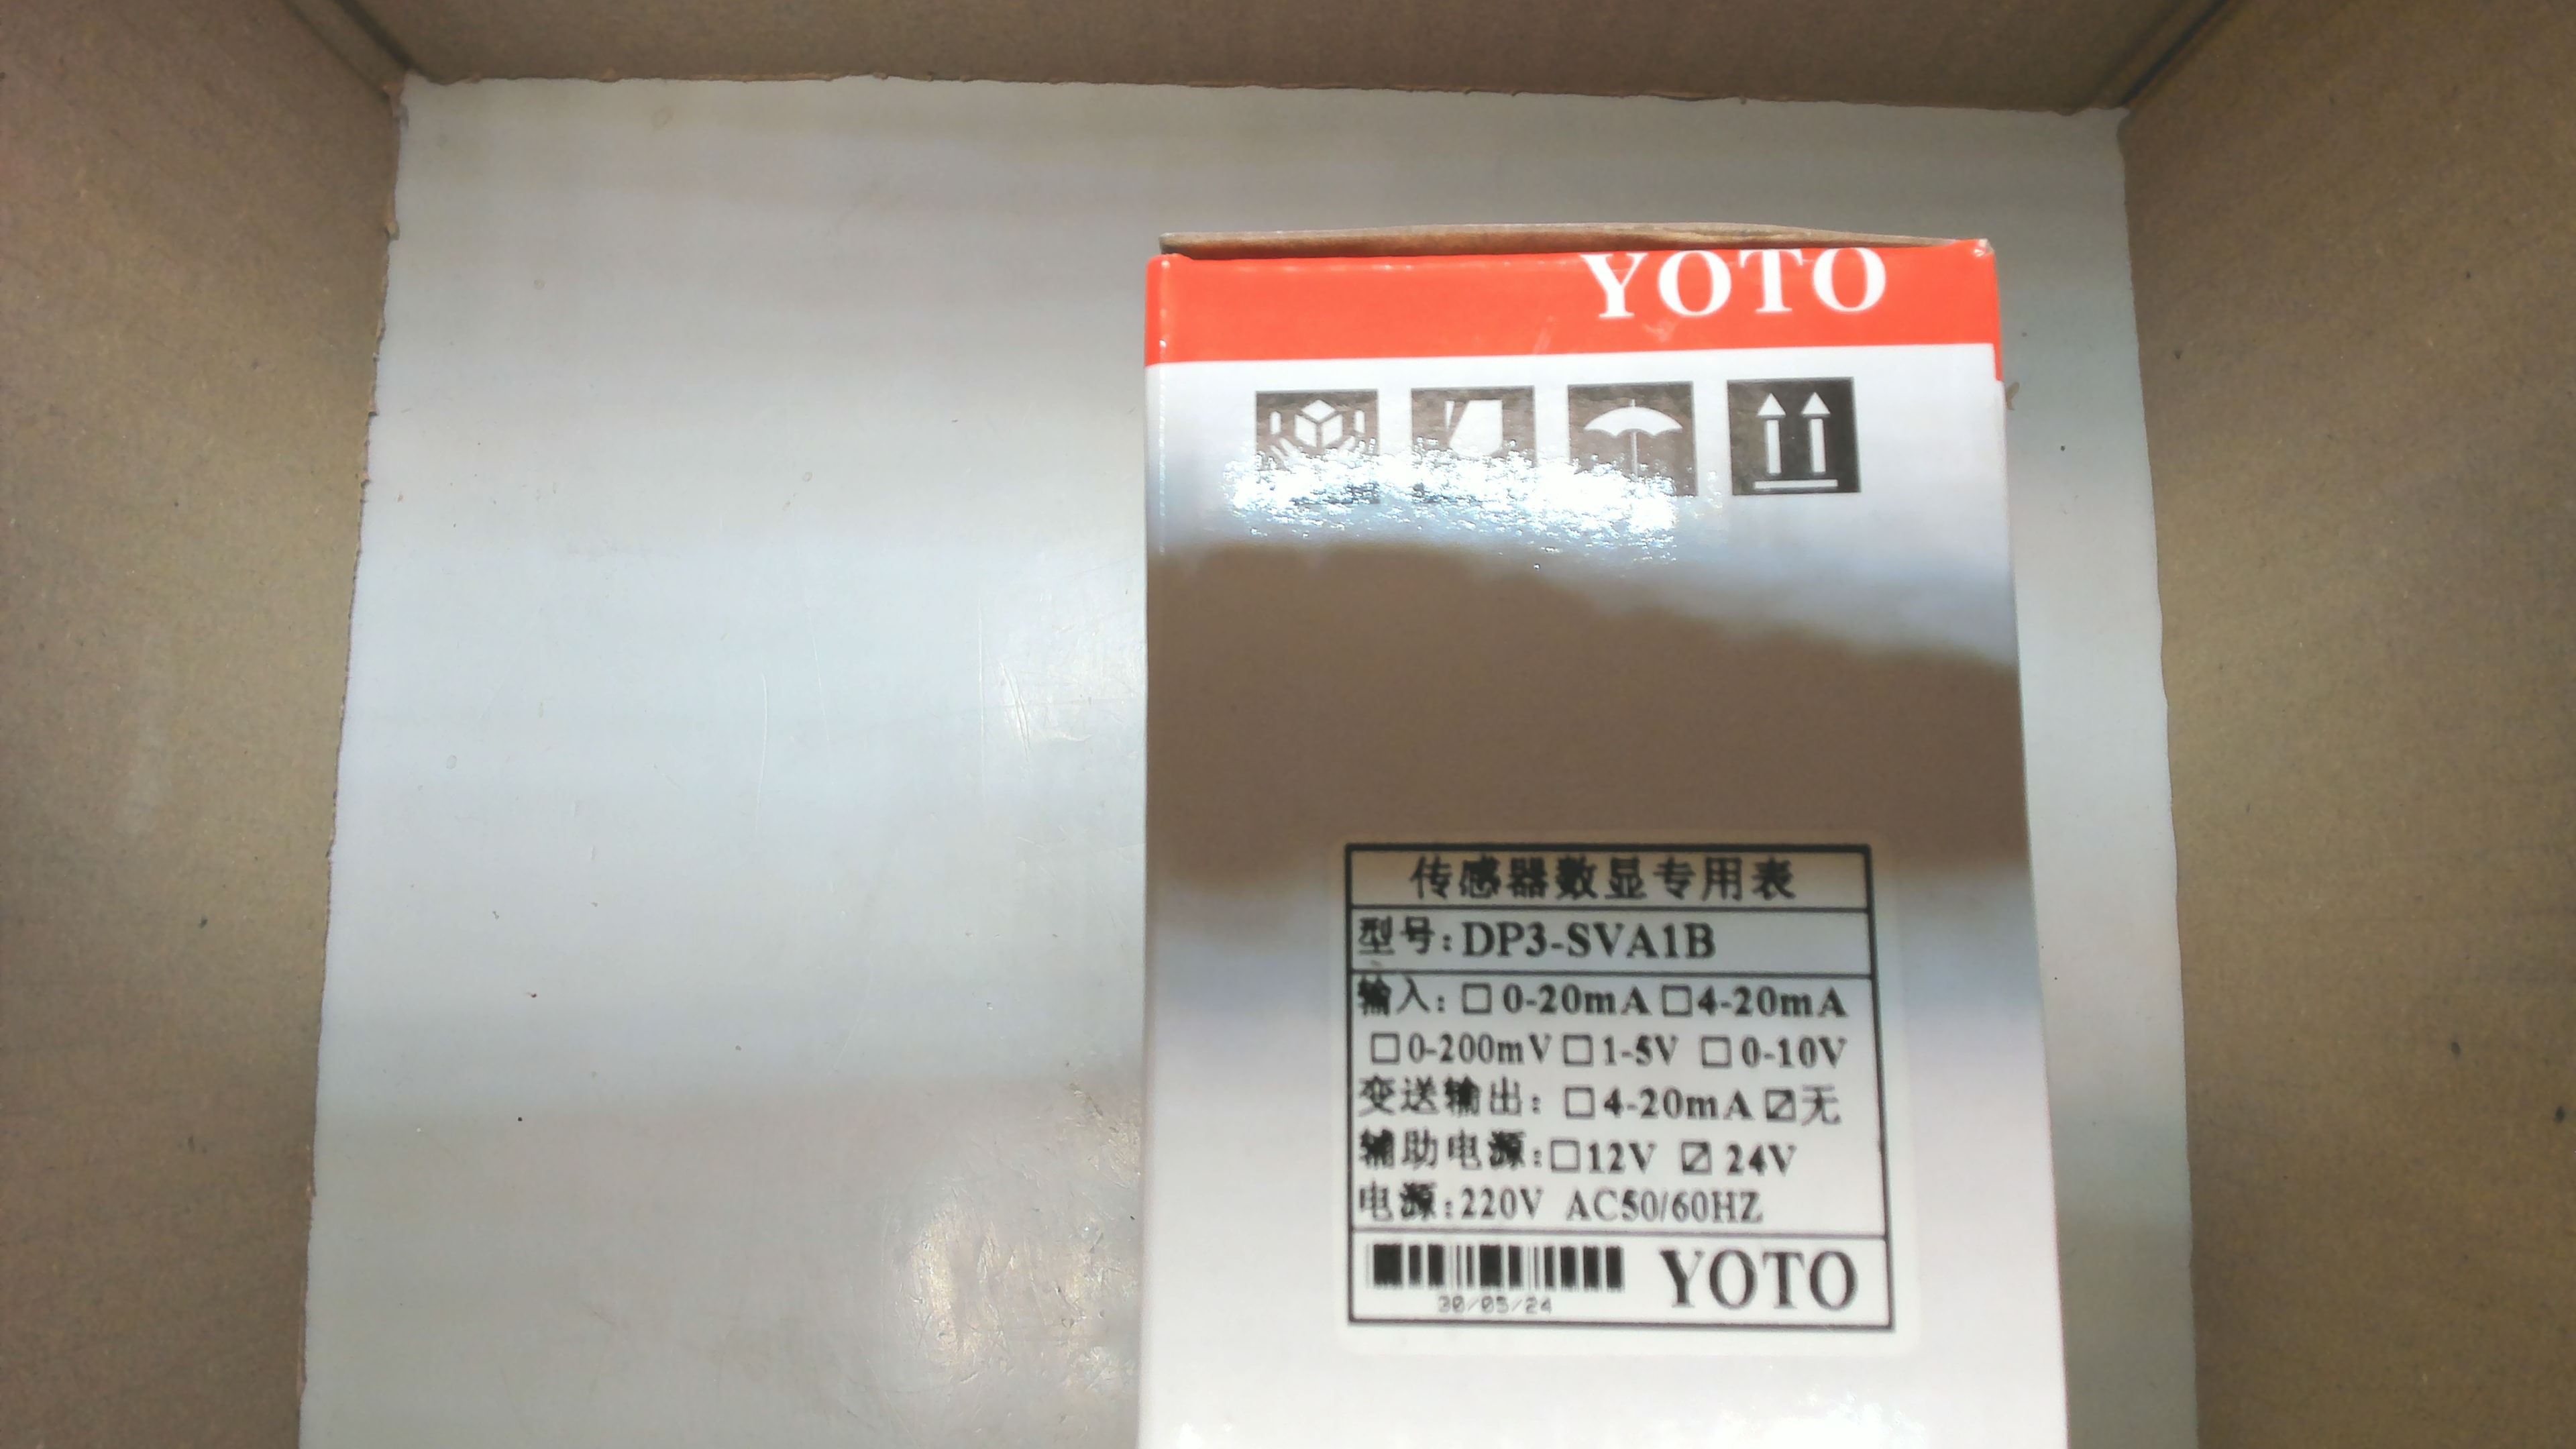 YOTO
传感器数显专用表
型号:DP3-SVA1B
输入: ☐ 0-20mA ☐4-20mA
☐0-200mV ☐1-5V ☐0-10V
变送输出: ☐4-20mA ☑无
辅助电源:☐12V ☑ 24V
电源:220V AC50/60HZ
30/05/24
YOTO